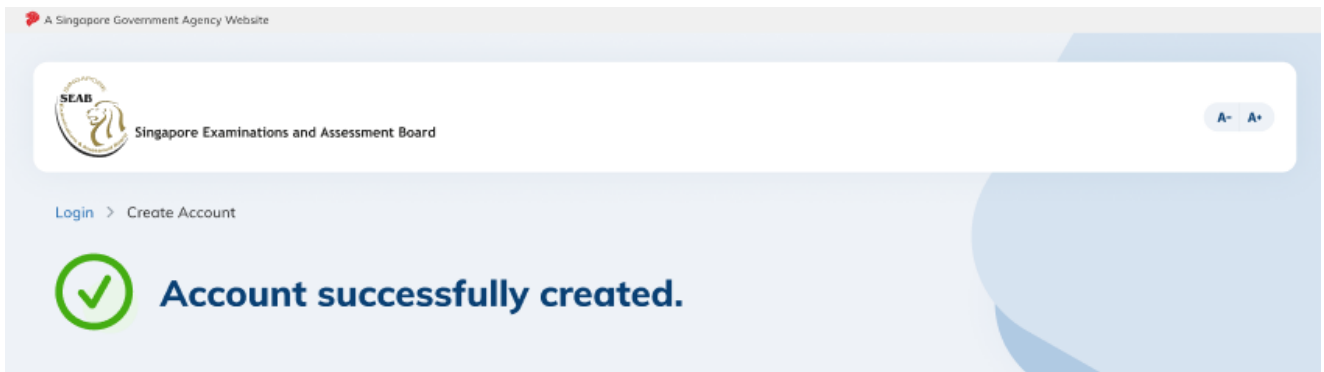 A Singapore Government Agency Website
SEAB
Singapore Examinations and Assessment Board
A- A+
Login > Create Account
Account successfully created.